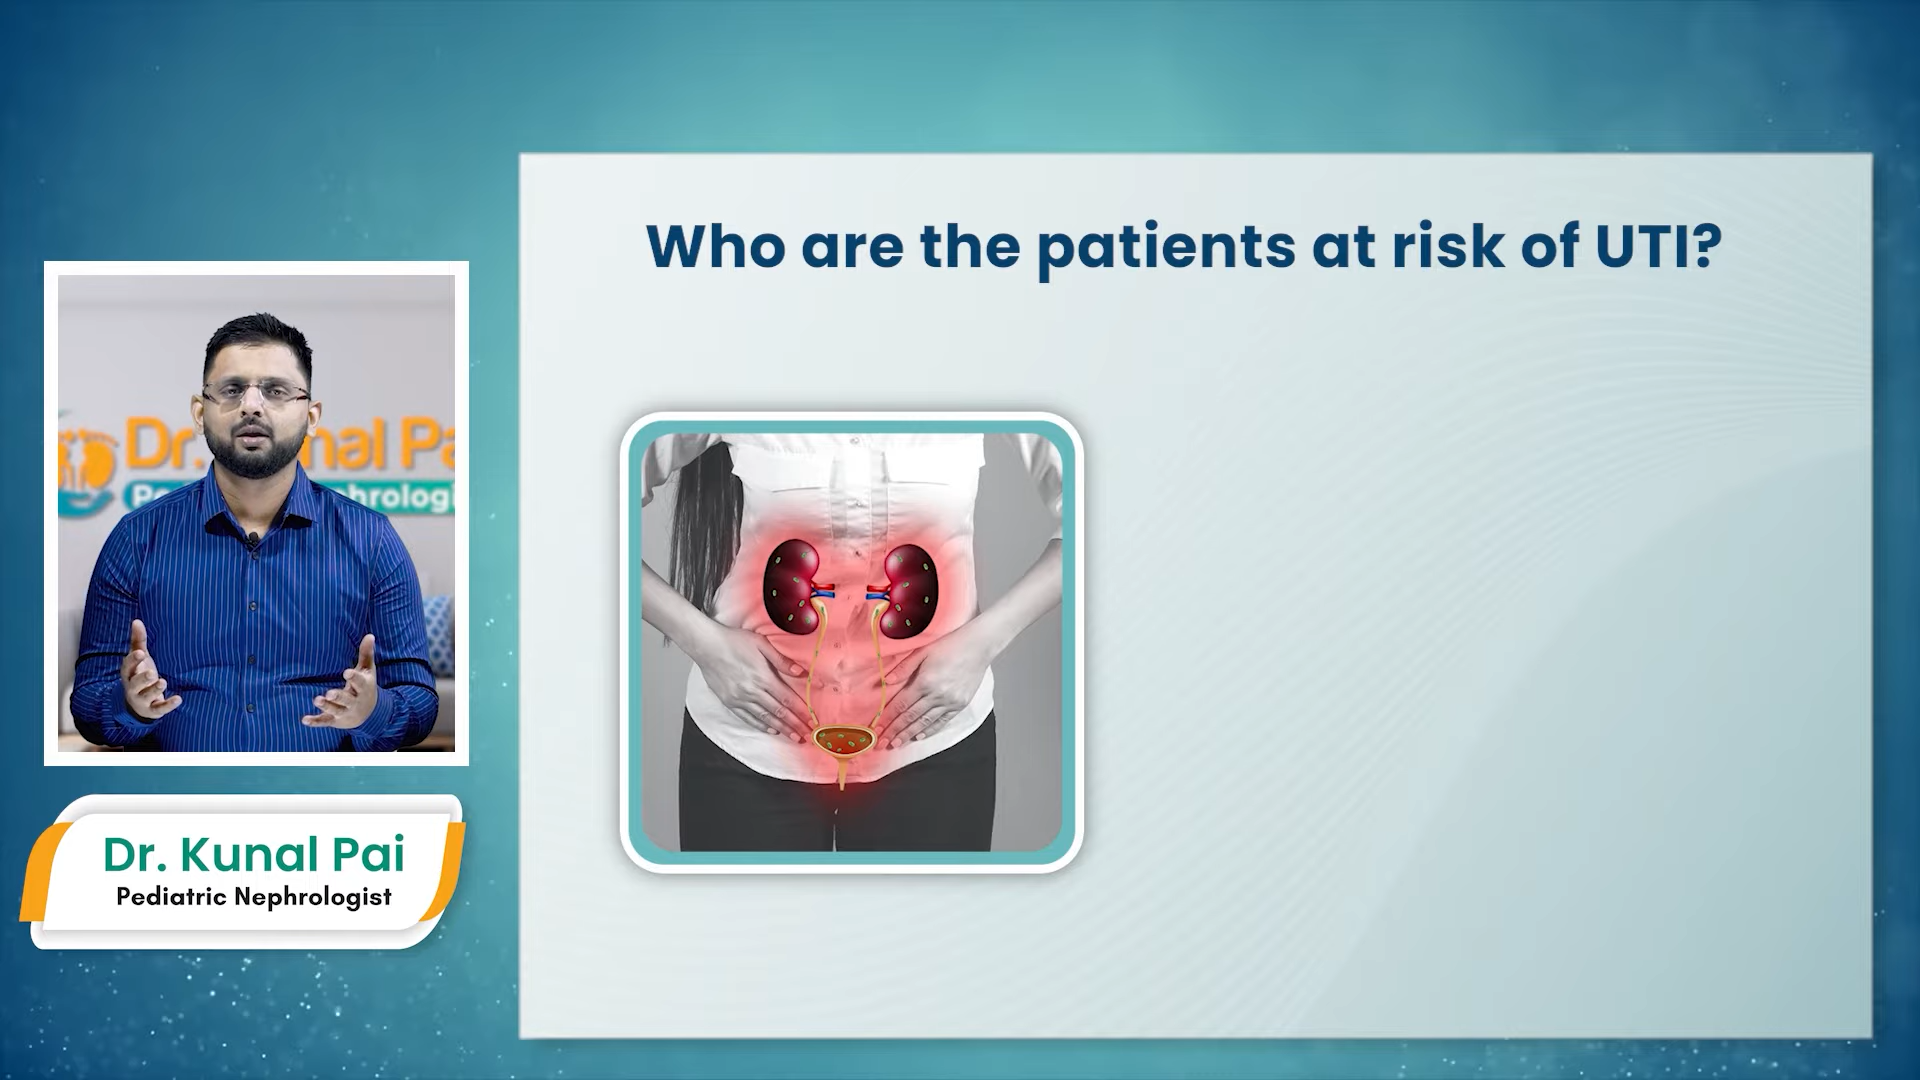 Who are the patients at risk of UTI?
Dr. Kunal Pai
Pediatric Nephrologist